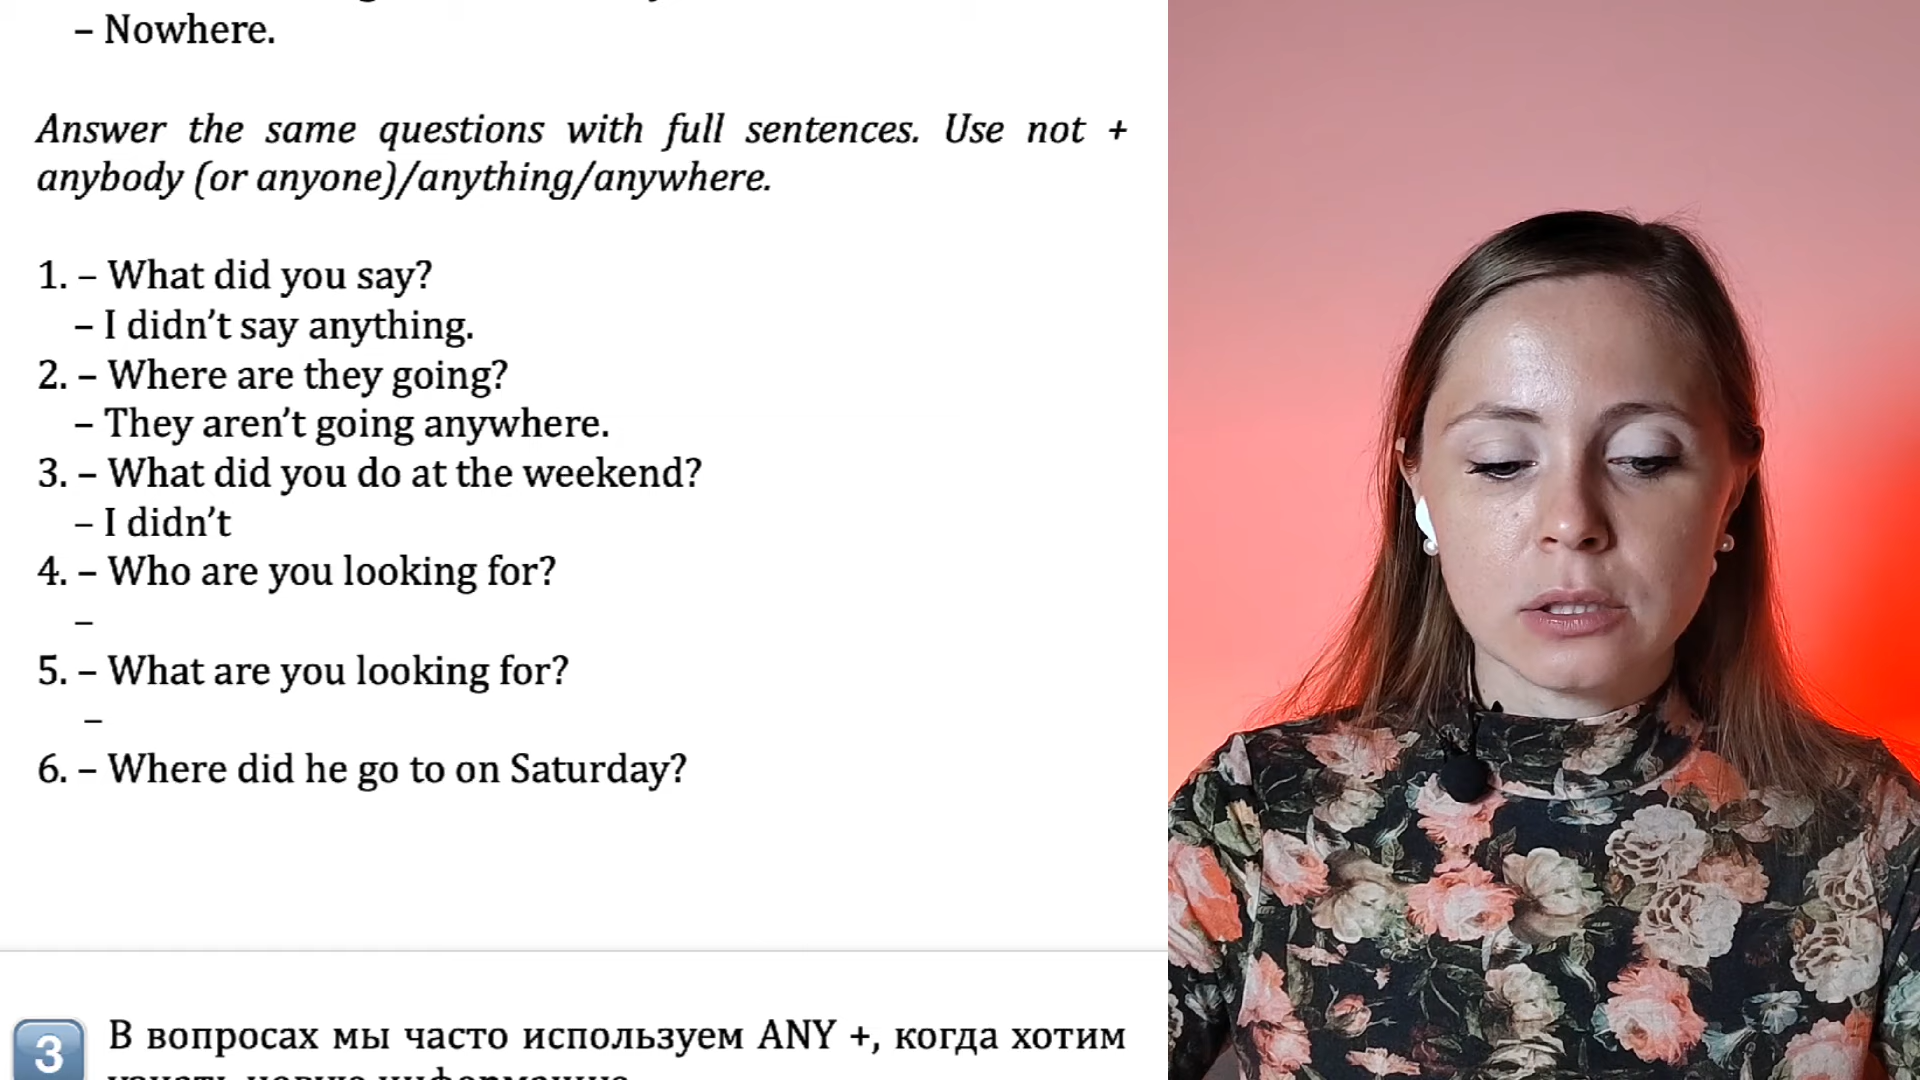 – Nowhere.
Answer the same questions with full sentences. Use not +
anybody (or anyone)/anything/anywhere.
1. – What did you say?
– I didn’t say anything.
2. – Where are they going?
– They aren’t going anywhere.
3. – What did you do at the weekend?
– I didn’t
4. – Who are you looking for?
–
5. – What are you looking for?
–
6. – Where did he go to on Saturday?
3 В вопросах мы часто используем ANY +, когда хотим
узнать новую информацию.